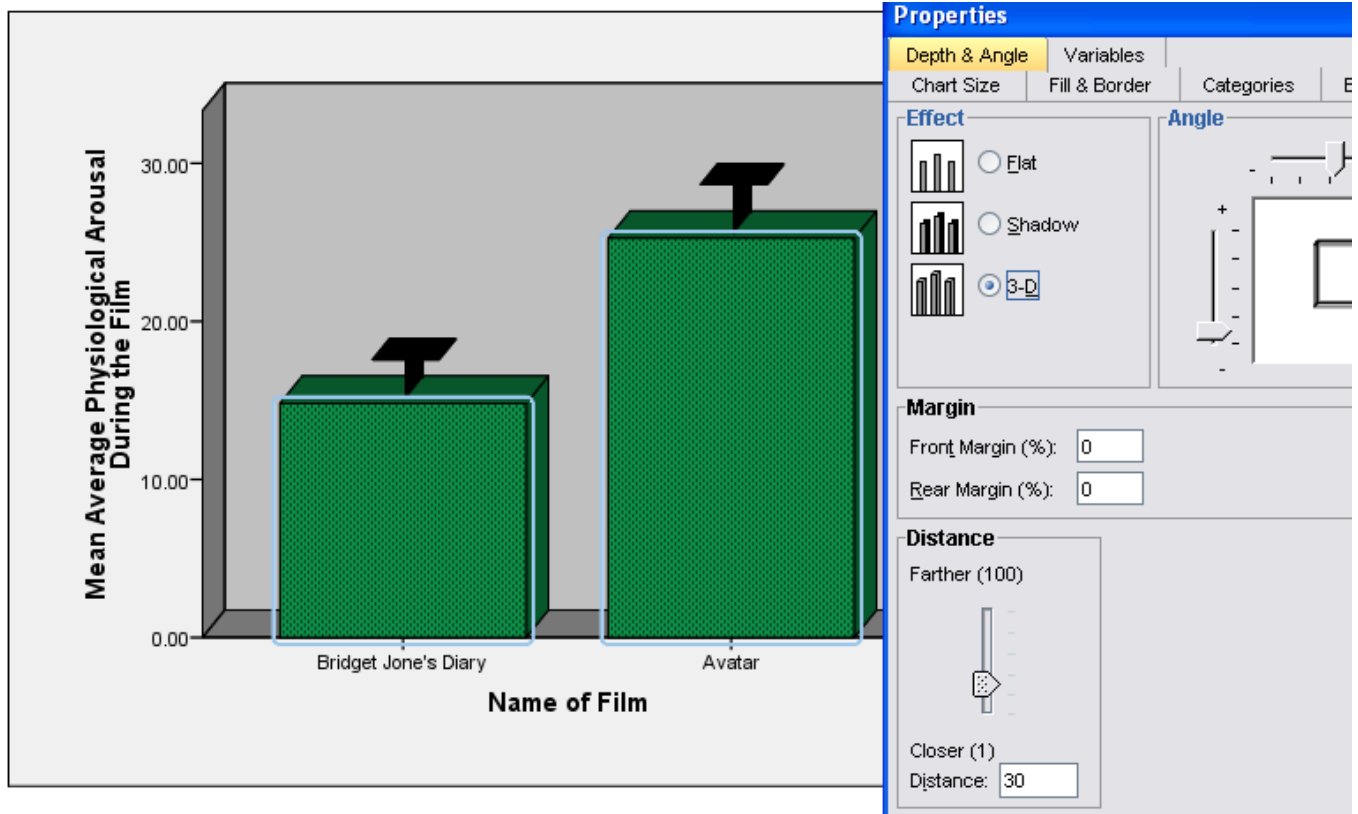 Mean Average Physiological Arousal
During the Film
30.00
20.00
10.00
0.00
Bridget Jone's Diary
Avatar
Name of Film
Properties
Depth & Angle
Variables
Chart Size
Fill & Border
Categories
Effect
Flat
Shadow
3-D
Angle
-
+
-
Margin
Front Margin (%): 0
Rear Margin (%): 0
Distance
Farther (100)
Closer (1)
Distance: 30